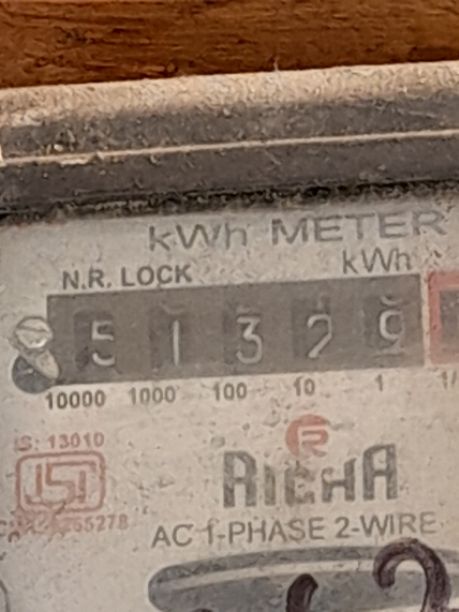 kWh METER
N.R. LOCK kWh
5 1 3 2 9
10000 1000 100 10 1 1/
IS: 13010
R
RICHA
AC 1-PHASE 2-WIRE